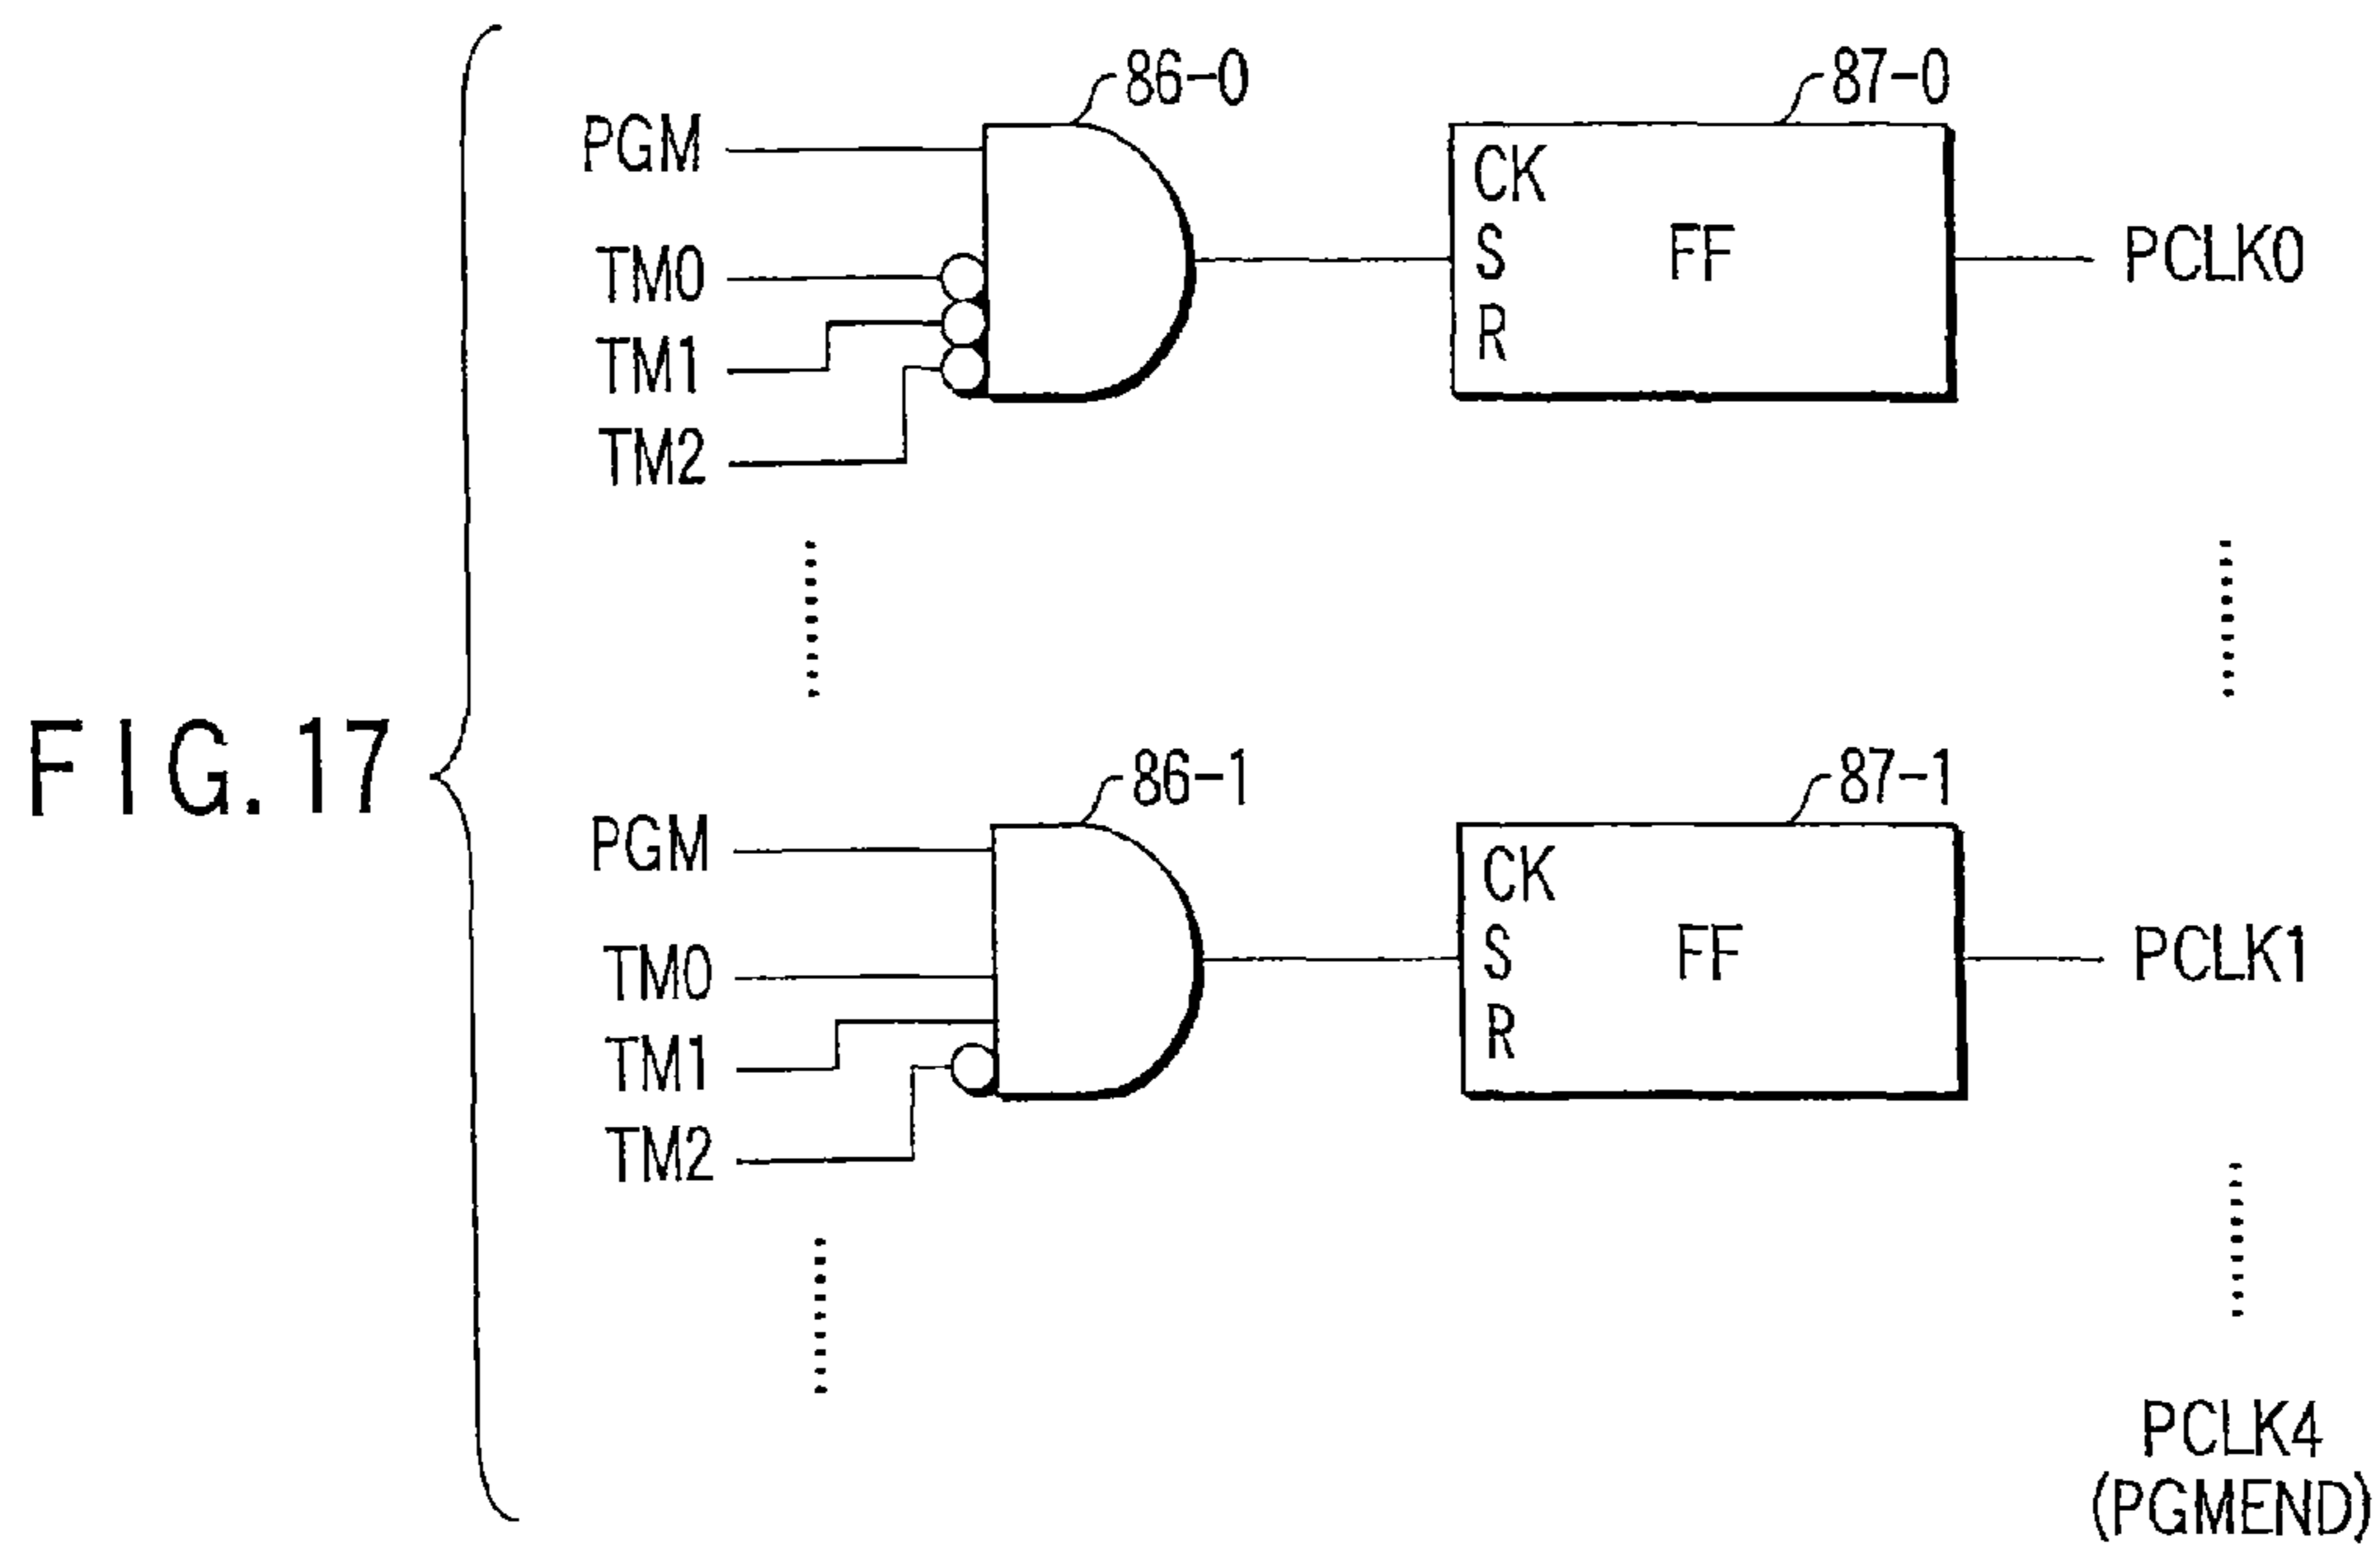 FIG.17
86-0
87-0
PGM
TM0
TM1
TM2
CK
S
R
FF
PCLK0
86-1
87-1
PGM
TM0
TM1
TM2
CK
S
R
FF
PCLK1
PCLK4
(PGMEND)